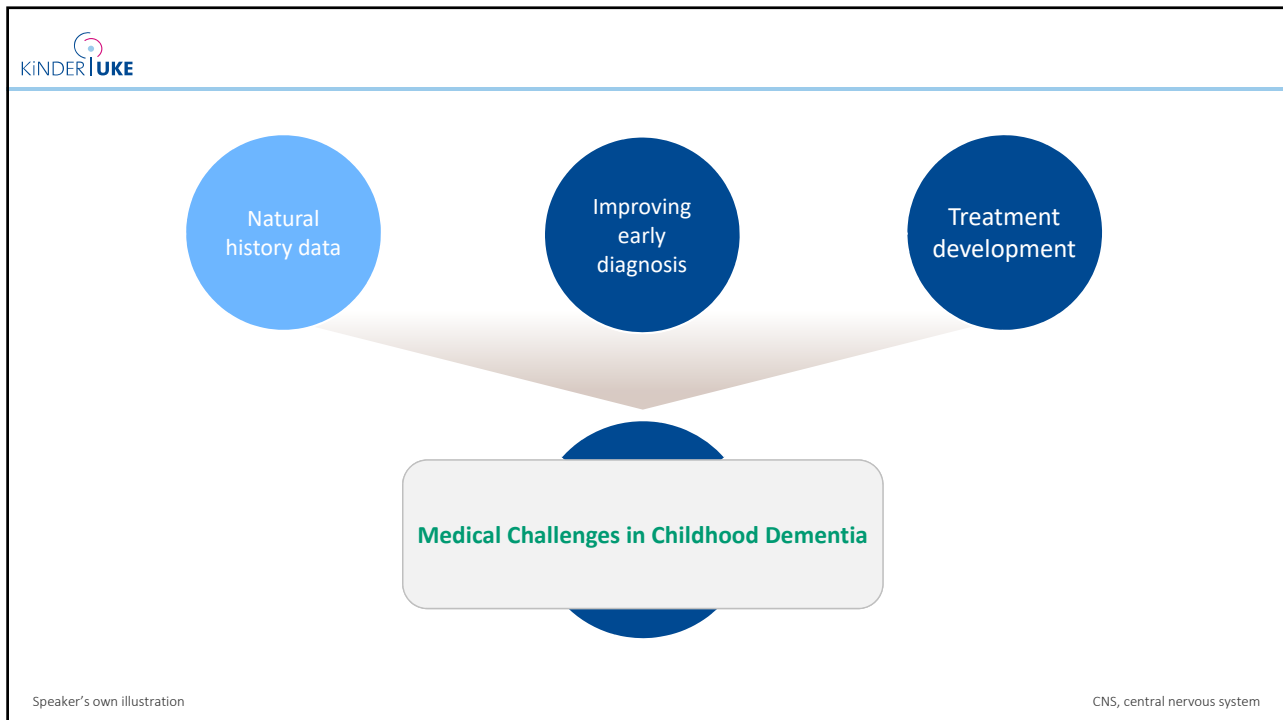 KiNDER UKE
Natural
history data
Improving
early
diagnosis
Treatment
development
Medical Challenges in Childhood Dementia
Speaker's own illustration
CNS, central nervous system